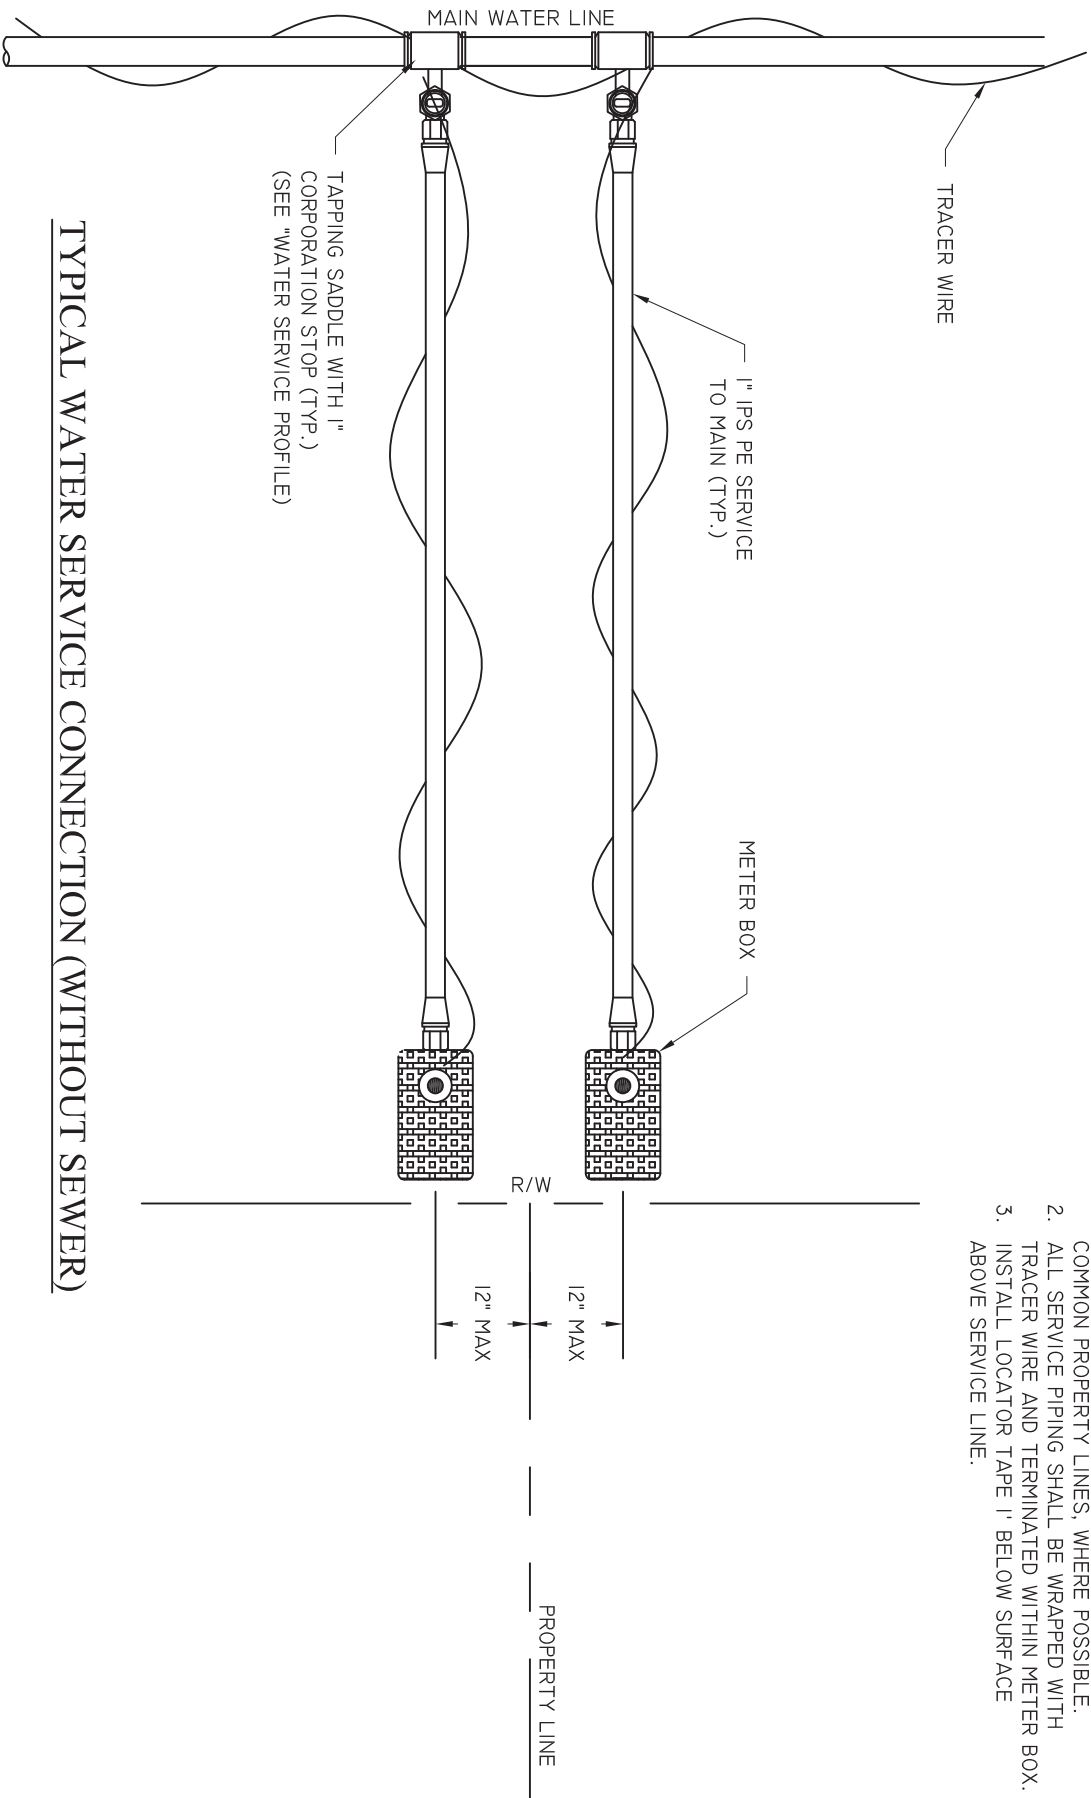 COMMON PROPERTY LINES, WHERE POSSIBLE.
2. ALL SERVICE PIPING SHALL BE WRAPPED WITH
TRACER WIRE AND TERMINATED WITHIN METER BOX.
3. INSTALL LOCATOR TAPE 1' BELOW SURFACE
ABOVE SERVICE LINE.
MAIN WATER LINE
TRACER WIRE
1" IPS PE SERVICE
TO MAIN (TYP.)
METER BOX
TAPPING SADDLE WITH 1"
CORPORATION STOP (TYP.)
(SEE "WATER SERVICE PROFILE)
R/W
12" MAX
12" MAX
PROPERTY LINE
TYPICAL WATER SERVICE CONNECTION (WITHOUT SEWER)